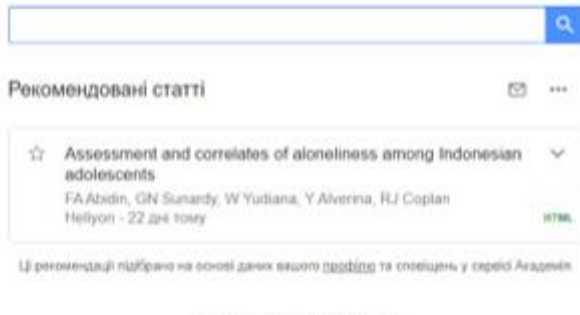 Рекомендовані статті
Assessment and correlates of aloneliness among Indonesian
adolescents
FA Abidin, GN Sunardy, W Yudiana, Y Alverina, RJ Coplan
Heliyon - 22 дні тому
HTML
Ці рекомендації підібрано на основі даних вашого профілю та сповіщень у сервісі Академія